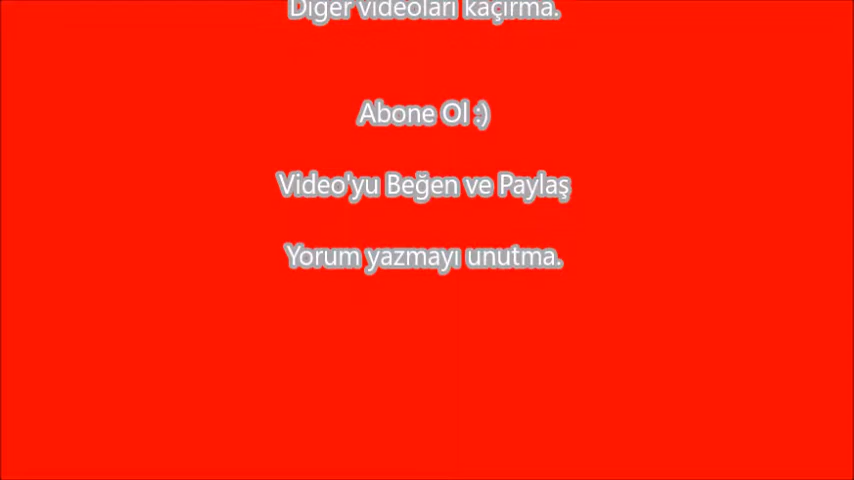 Diğer videoları kaçırma.
Abone Ol :)
Video'yu Beğen ve Paylaş
Yorum yazmayı unutma.